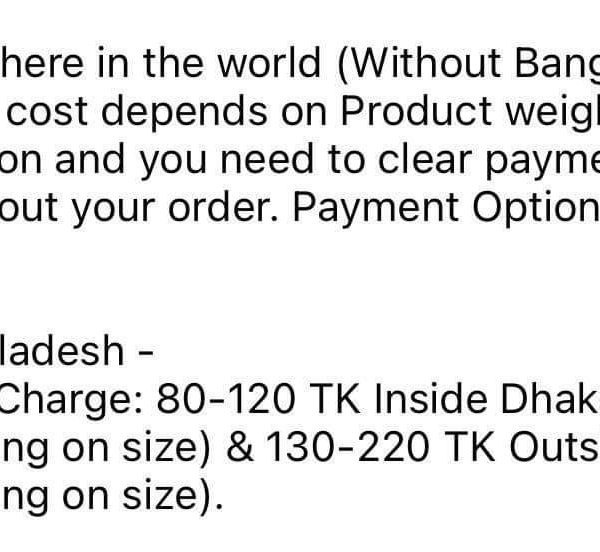 here in the world (Without Bang
cost depends on Product weigh
on and you need to clear payme
out your order. Payment Option
ladesh -
Charge: 80-120 TK Inside Dhak
ng on size) & 130-220 TK Outs
ng on size).